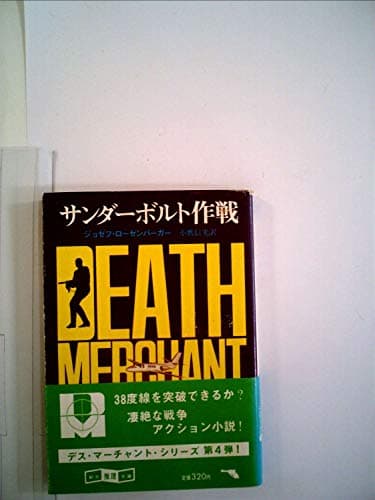 サンダーボルト作戦
ジョゼフ・ローゼンバーガー
DEATH
MERCHANT
38度線を突破できるか?
凄絶な戦争
アクション小説!
デス・マーチャント・シリーズ 第4弾!
推理
定価320円